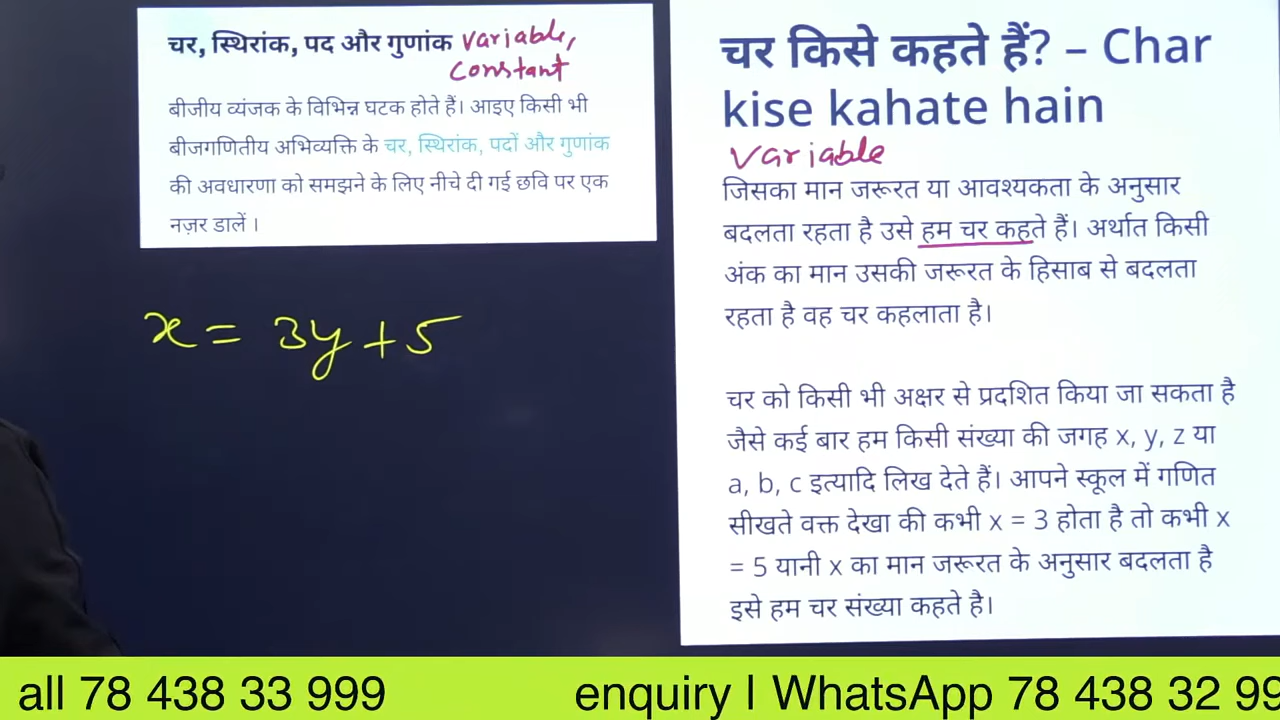 चर, स्थिरांक, पद और गुणांक variable,
constant
बीजीय व्यंजक के विभिन्न घटक होते हैं। आइए किसी भी
बीजगणितीय अभिव्यक्ति के चर, स्थिरांक, पदों और गुणांक
की अवधारणा को समझने के लिए नीचे दी गई छवि पर एक
नज़र डालें ।
x = 3y + 5
चर किसे कहते हैं? – Char
kise kahate hain
variable
जिसका मान जरूरत या आवश्यकता के अनुसार
बदलता रहता है उसे हम चर कहते हैं। अर्थात किसी
अंक का मान उसकी जरूरत के हिसाब से बदलता
रहता है वह चर कहलाता है।
चर को किसी भी अक्षर से प्रदशित किया जा सकता है
जैसे कई बार हम किसी संख्या की जगह x, y, z या
a, b, c इत्यादि लिख देते हैं। आपने स्कूल में गणित
सीखते वक्त देखा की कभी x = 3 होता है तो कभी x
= 5 यानी x का मान जरूरत के अनुसार बदलता है
इसे हम चर संख्या कहते है।
all 78 438 33 999 enquiry | WhatsApp 78 438 32 99